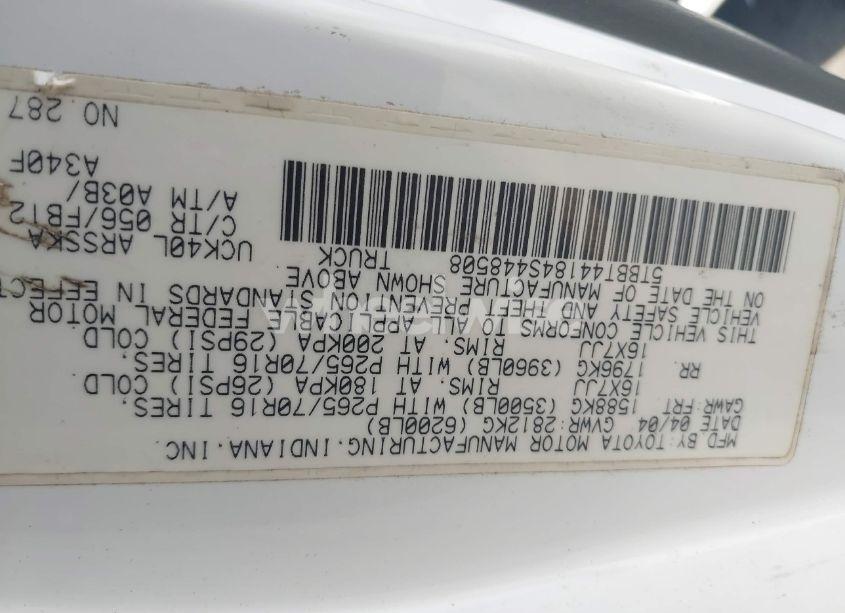 MFD.BY:TOYOTA MOTOR MANUFACTURING.INDIANA.INC
DATE 04/04 GVWR:2812KG (6200LB)
GAWR:FRT 1588KG (3500LB) WITH P265/70R16 TIRES.
16X7JJ RIMS. AT 180KPA (26PSI) COLD
RR. 1796KG (3960LB) WITH P265/70R16 TIRES.
16X7JJ RIMS. AT 200KPA (29PSI) COLD
THIS VEHICLE CONFORMS TO ALL APPLICABLE FEDERAL MOTOR
VEHICLE SAFETY AND THEFT PREVENTION STANDARDS IN EFFECT
ON THE DATE OF MANUFACTURE SHOWN ABOVE
5TBBT44184S448508 TRUCK
UCK40L ARSSKA
C/TR 056/FB12
A/TM A03B/
A340F
NO.287